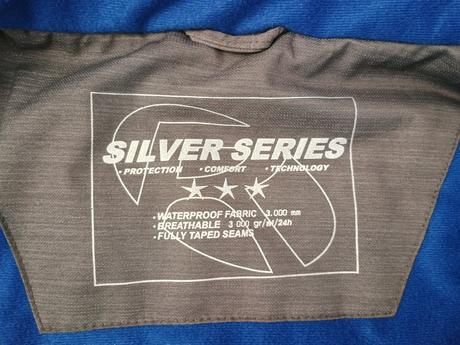 SILVER SERIES
• PROTECTION • COMFORT • TECHNOLOGY
• WATERPROOF FABRIC 3.000 mm
• BREATHABLE 3 000 gr/㎡/24h
• FULLY TAPED SEAMS